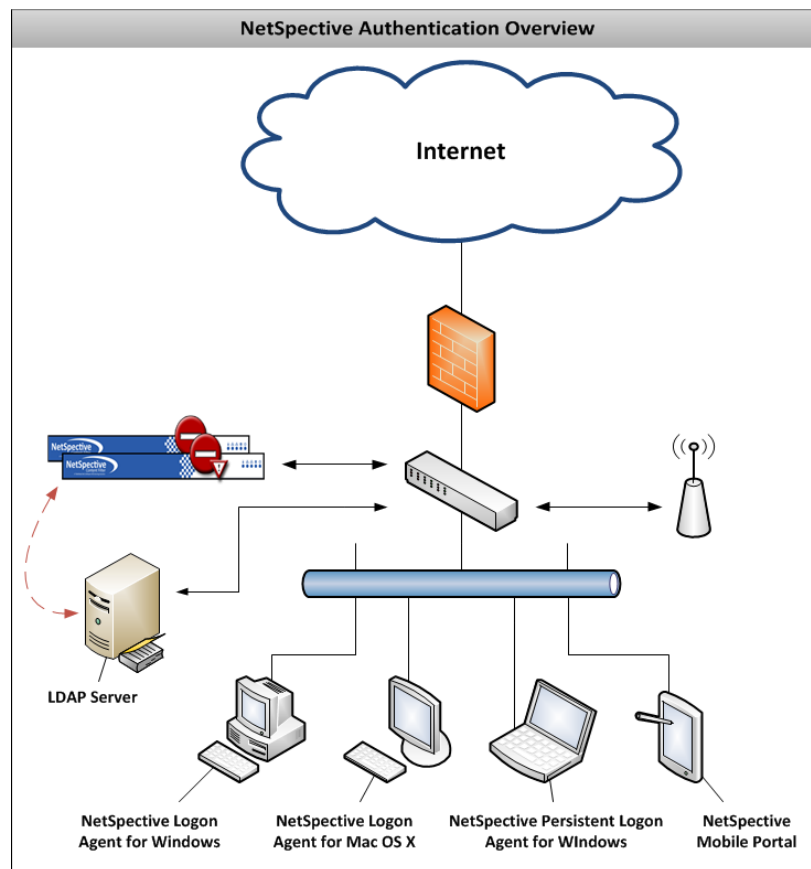 NetSpective Authentication Overview
Internet
NetSpective
NetSpective
LDAP Server
NetSpective Logon
Agent for Windows
NetSpective Logon
Agent for Mac OS X
NetSpective Persistent Logon
Agent for WIndows
NetSpective
Mobile Portal